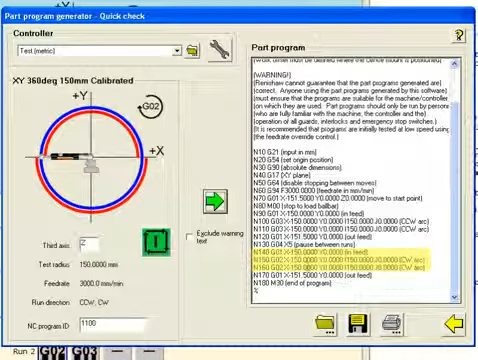 Part program generator - Quick check
Controller
Test (metric)
XY 360deg 150mm Calibrated
+Y
G02
+X
Third axis
Z
Test radius
150.0000 mm
Feedrate
3000.0 mm/min
Run direction
CCW, CW
NC program ID
1100
Exclude warning
text
Part program
(WARNING!)
(Renishaw cannot guarantee that the part programs generated are)
(correct. Anyone using the part programs generated by this software)
(must ensure that the programs are suitable for the machine/controller
(on which they are used. Part programs should only be run by person
(who are fully familiar with the machine, the controller and the)
(operation of all guards, interlocks and emergency stop switches.)
(It is recommended that programs are initially tested at low speed using
(the feedrate override control.)
N10 G21 (input in mm)
N20 G54 (set origin position)
N30 G90 (absolute dimensions)
N40 G17 (XY plane)
N50 G64 (disable stopping between moves)
N60 G94 F3000.0 (feedrate in mm/min)
N70 G01 X-151.5000 Y0.0000 Z0.0000 (move to start point)
N80 M00 (stop to load ballbar)
N90 G01 X-150.0000 Y0.0000 (in feed)
N100 G03 X-150.0000 Y0.0000 I150.0000 J0.0000 (CCW arc)
N110 G03 X-150.0000 Y0.0000 I150.0000 J0.0000 (CCW arc)
N120 G01 X-151.5000 Y0.0000 (out feed)
N130 G04 X5 (pause between runs)
N140 G01 X-150.0000 Y0.0000 (in feed)
N150 G02 X-150.0000 Y0.0000 I150.0000 J0.0000 (CW arc)
N160 G02 X-150.0000 Y0.0000 I150.0000 J0.0000 (CW arc)
N170 G01 X-151.5000 Y0.0000 (out feed)
N180 M30 (end of program)
%
Run 2 G02 G03